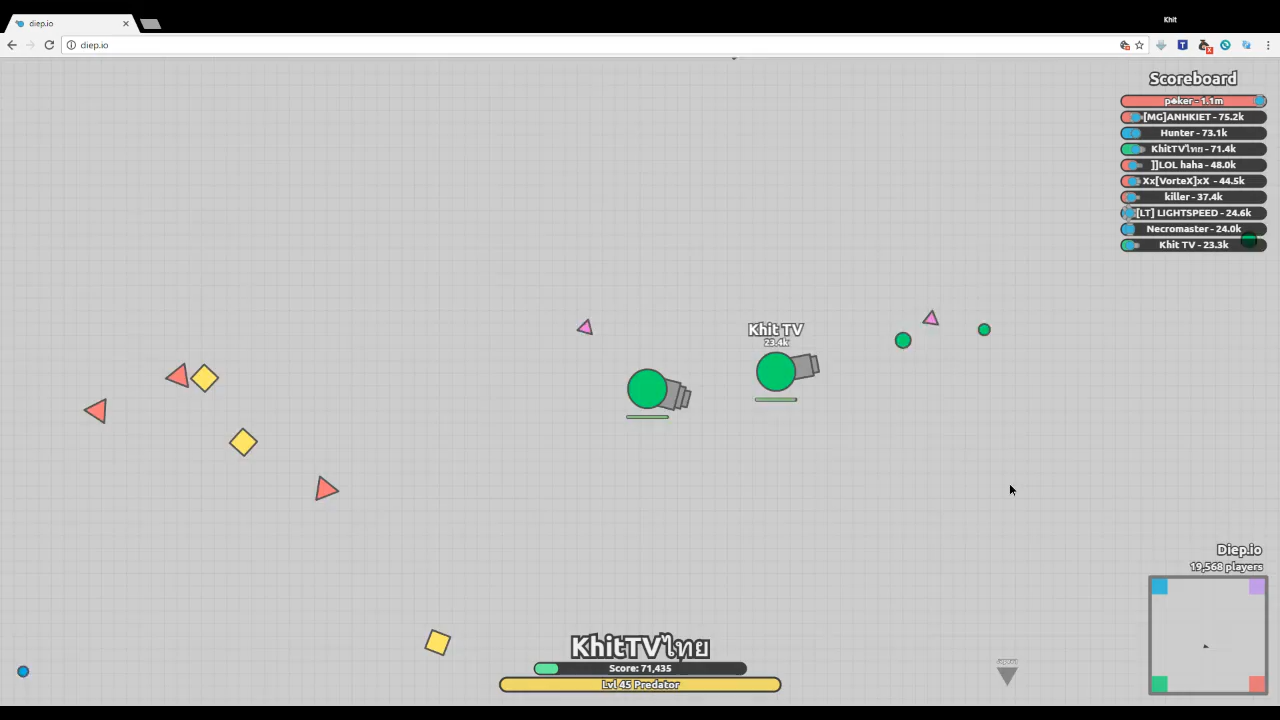 diep.io
Khit
diep.io
Scoreboard
p♠ker - 1.1m
[MG]ANHKIET - 75.2k
Hunter - 73.1k
KhitTVไทย - 71.4k
]]LOL haha - 48.0k
Xx[VorteX]xX - 44.5k
killer - 37.4k
[LT] LIGHTSPEED - 24.6k
Necromaster - 24.0k
Khit TV - 23.3k
Khit TV
23.4k
Diep.io
19,568 players
KhitTVไทย
Score: 71,435
Lvl 45 Predator